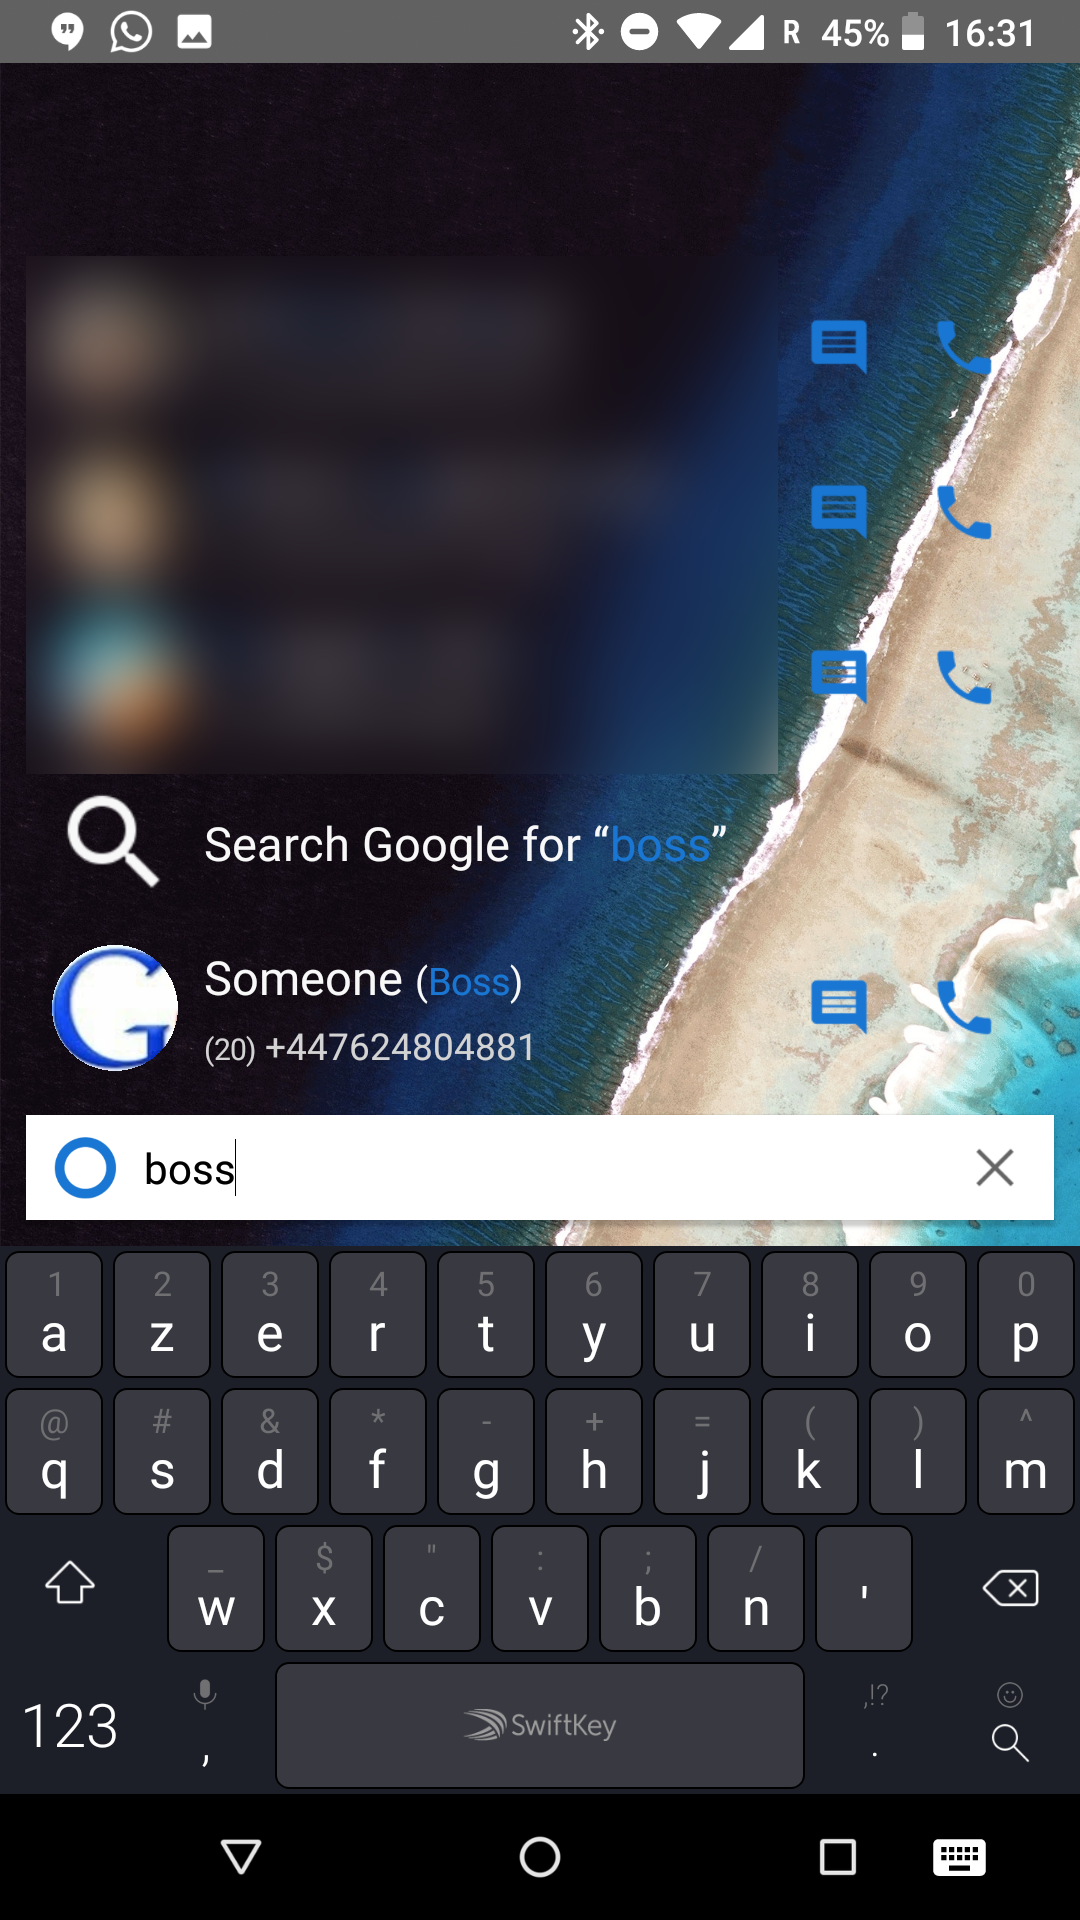 R 45% 16:31
Search Google for “boss”
Someone (Boss)
(20) +447624804881
boss
1 2 3 4 5 6 7 8 9 0
a z e r t y u i o p
@ # & * - + = ( ) ^
q s d f g h j k l m
_ $ " : ; /
w x c v b n '
,!?
123 , SwiftKey .